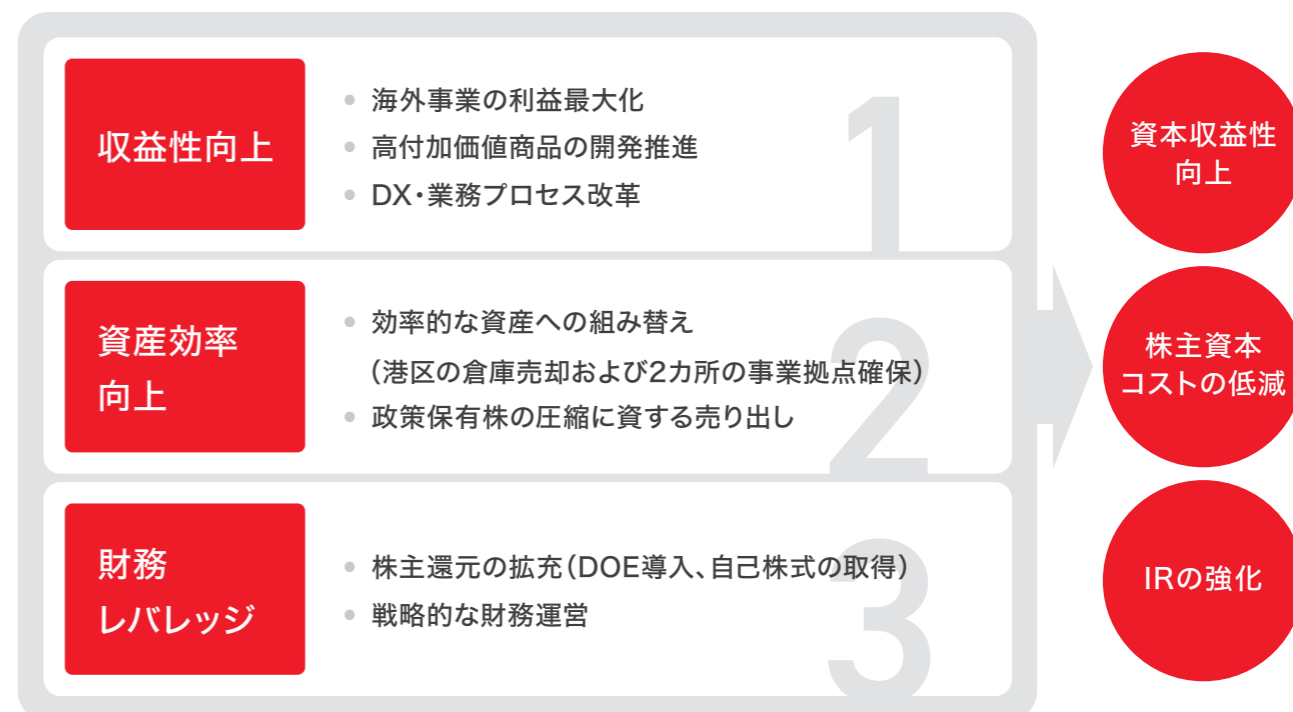 収益性向上
• 海外事業の利益最大化
• 高付加価値商品の開発推進
• DX・業務プロセス改革
1
資産効率
向上
• 効率的な資産への組み替え
（港区の倉庫売却および2カ所の事業拠点確保）
• 政策保有株の圧縮に資する売り出し
2
財務
レバレッジ
• 株主還元の拡充（DOE導入、自己株式の取得）
• 戦略的な財務運営
3
資本収益性
向上
株主資本
コストの低減
IRの強化